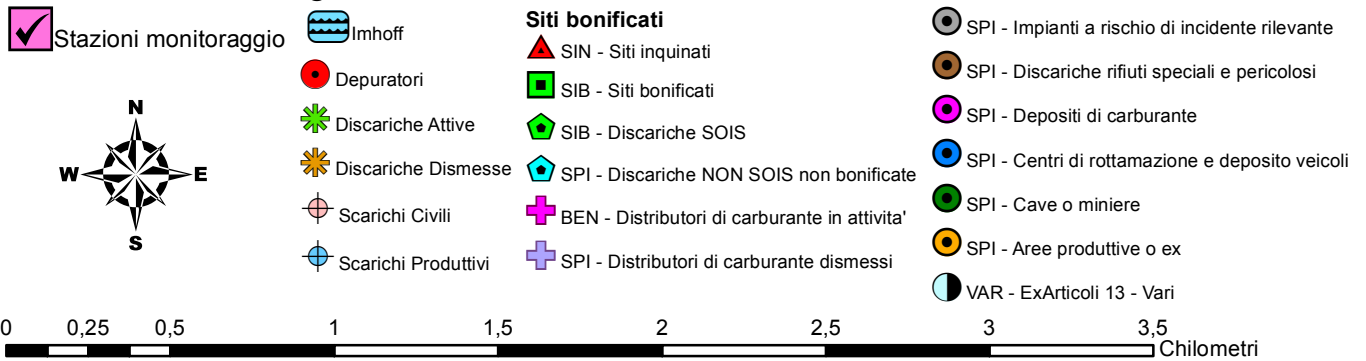 Stazioni monitoraggio
N
W
E
S
Imhoff
Depuratori
Discariche Attive
Discariche Dismesse
Scarichi Civili
Scarichi Produttivi
Siti bonificati
SIN - Siti inquinati
SIB - Siti bonificati
SIB - Discariche SOIS
SPI - Discariche NON SOIS non bonificate
BEN - Distributori di carburante in attivita'
SPI - Distributori di carburante dismessi
SPI - Impianti a rischio di incidente rilevante
SPI - Discariche rifiuti speciali e pericolosi
SPI - Depositi di carburante
SPI - Centri di rottamazione e deposito veicoli
SPI - Cave o miniere
SPI - Aree produttive o ex
VAR - ExArticoli 13 - Vari
0 0,25 0,5 1 1,5 2 2,5 3 3,5
Chilometri